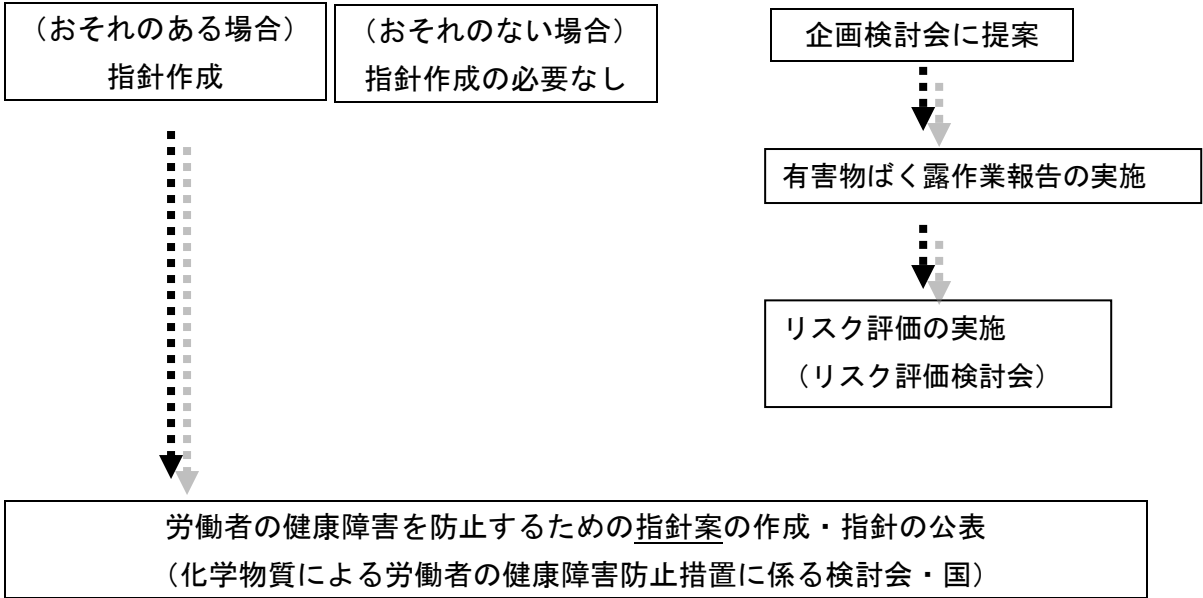 （おそれのある場合）
指針作成
（おそれのない場合）
指針作成の必要なし
企画検討会に提案
有害物ばく露作業報告の実施
リスク評価の実施
（リスク評価検討会）
労働者の健康障害を防止するための指針案の作成・指針の公表
（化学物質による労働者の健康障害防止措置に係る検討会・国）